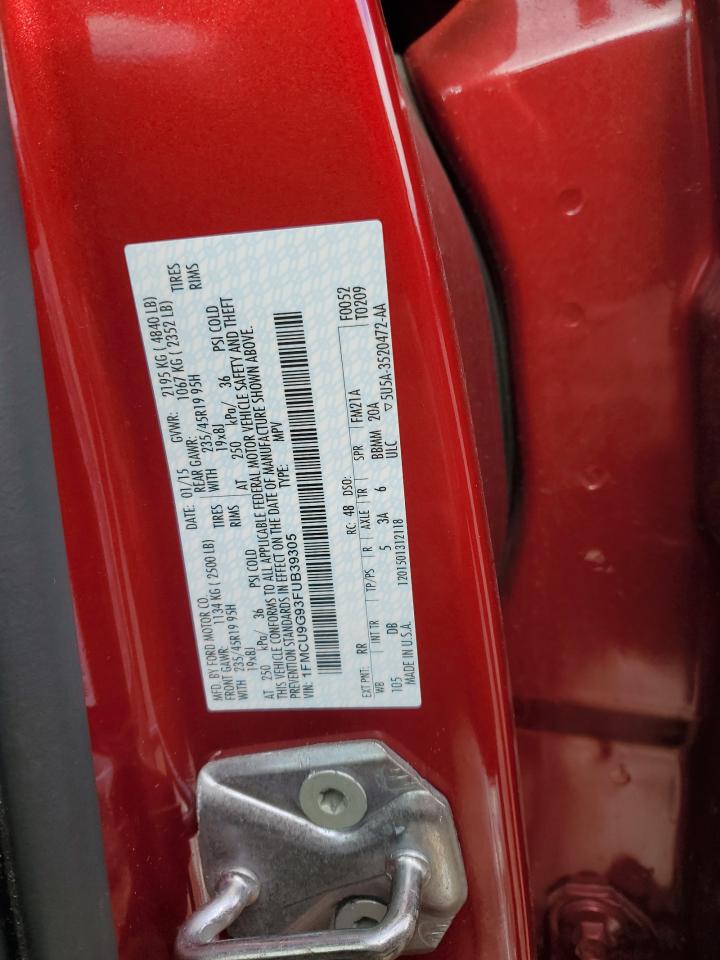 MFD. BY FORD MOTOR CO.
DATE: 01/15 GVWR: 2195 KG ( 4840 LB)
FRONT GAWR: 1134 KG ( 2500 LB) REAR GAWR: 1067 KG ( 2352 LB)
WITH 235/45R19 95H TIRES WITH 235/45R19 95H TIRES
19x8J RIMS 19x8J RIMS
AT 250 kPa/ 36 PSI COLD AT 250 kPa/ 36 PSI COLD
THIS VEHICLE CONFORMS TO ALL APPLICABLE FEDERAL MOTOR VEHICLE SAFETY AND THEFT
PREVENTION STANDARDS IN EFFECT ON THE DATE OF MANUFACTURE SHOWN ABOVE.
VIN: 1FMCU9G93FUB39305 TYPE: MPV
F0052
T0209
EXT PNT: RR RC: 48 DSO: FM21A
WB INT TR TP/PS R AXLE TR SPR
105 DB 5 3A 6 BBMM 20A
MADE IN U.S.A. 1201501312118 ULC ▽5U5A-3520472-AA